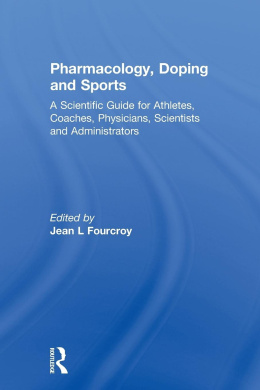 Pharmacology, Doping
and Sports
A Scientific Guide for Athletes,
Coaches, Physicians, Scientists
and Administrators
Edited by
Jean L Fourcroy
ROUTLEDGE